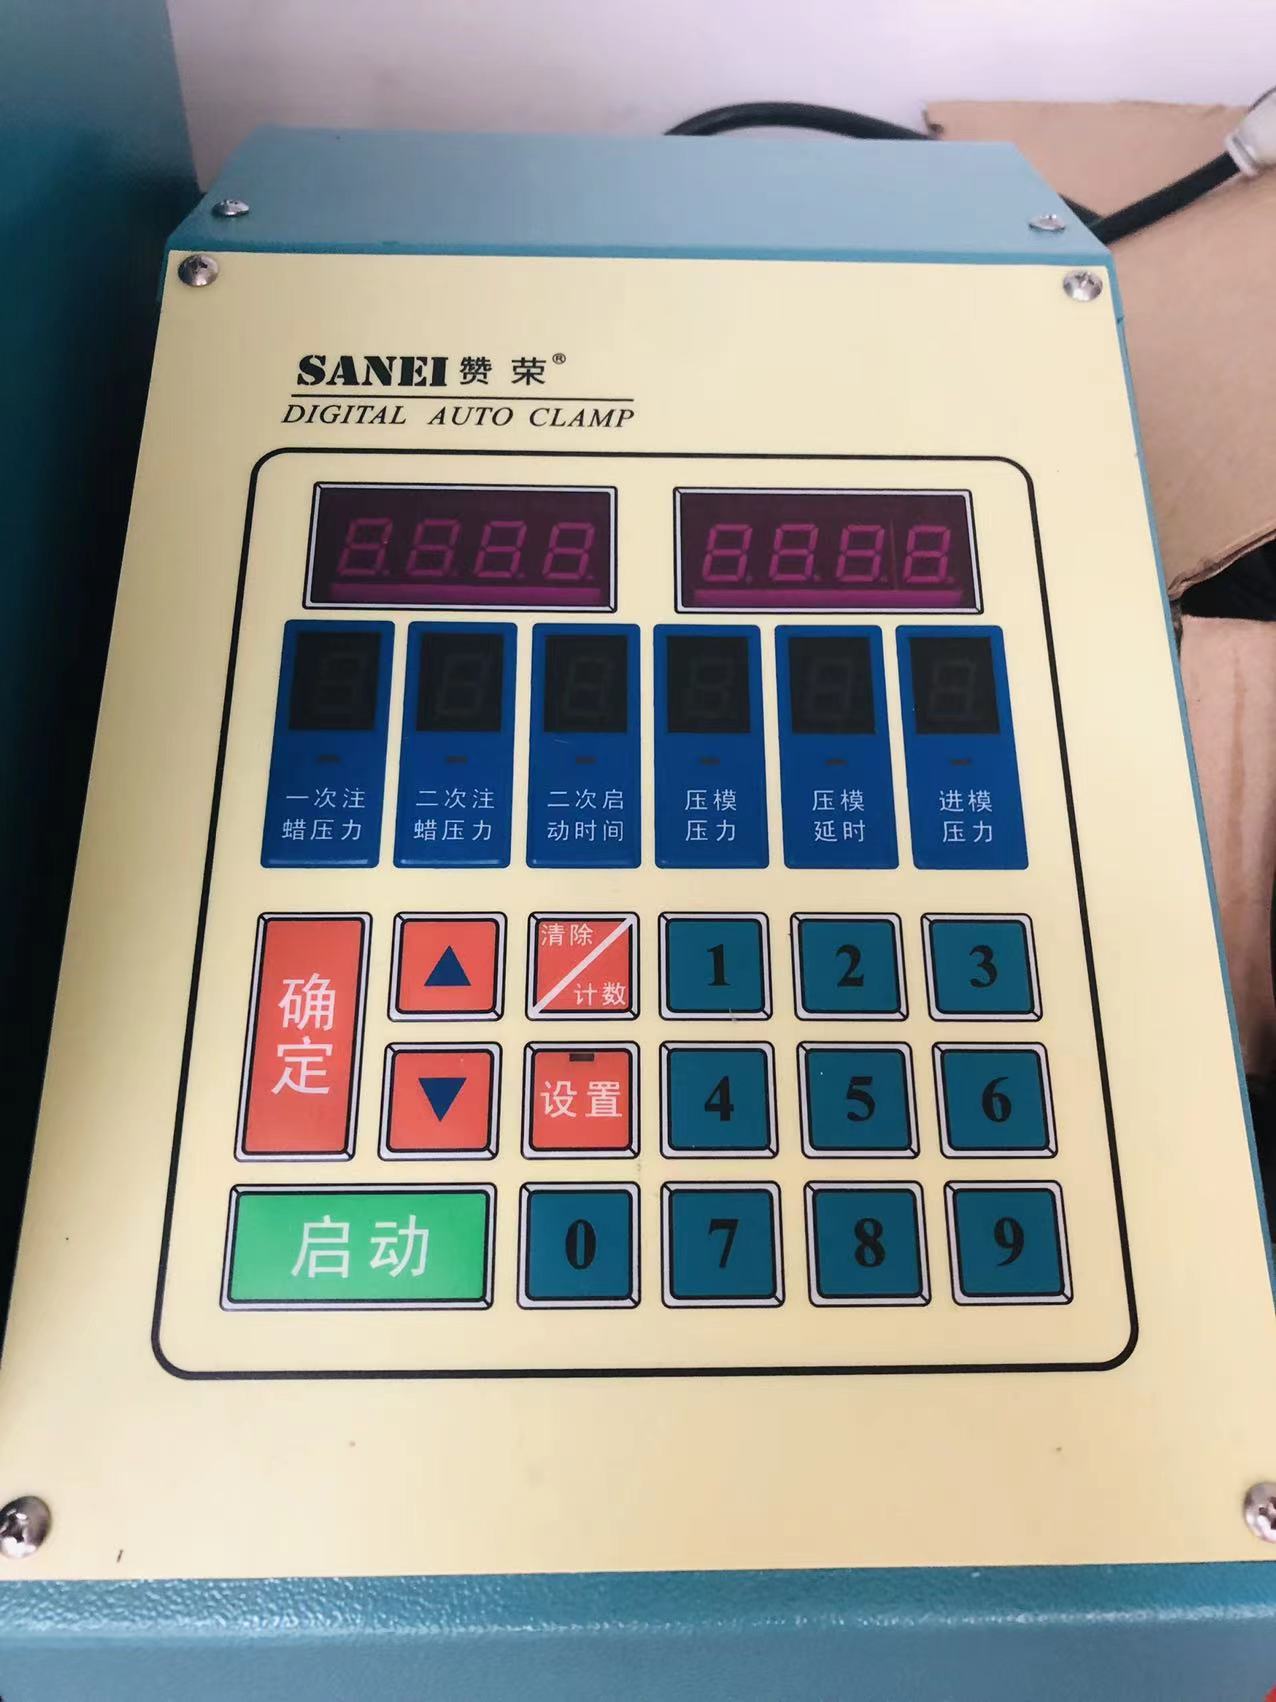 SANEI 赞荣®
DIGITAL AUTO CLAMP
一次注
蜡压力
二次注
蜡压力
二次启
动时间
压模
压力
压模
延时
进模
压力
确
定
▲
清除
计数
1
2
3
▼
设置
4
5
6
启动
0
7
8
9